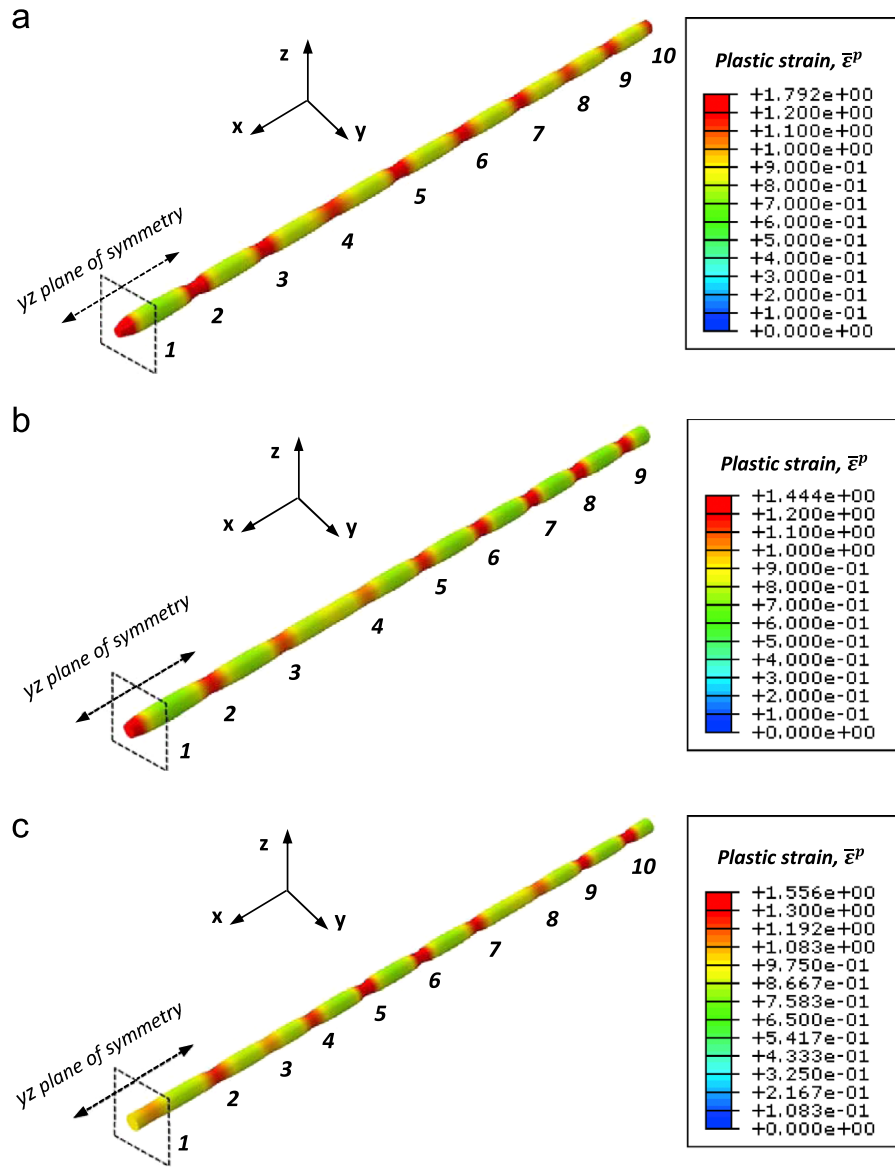 a
z
x
y
yz plane of symmetry
1
2
3
4
5
6
7
8
9
10
Plastic strain, ε̅ᵖ
+1.792e+00
+1.200e+00
+1.100e+00
+1.000e+00
+9.000e-01
+8.000e-01
+7.000e-01
+6.000e-01
+5.000e-01
+4.000e-01
+3.000e-01
+2.000e-01
+1.000e-01
+0.000e+00
b
z
x
y
yz plane of symmetry
1
2
3
4
5
6
7
8
9
Plastic strain, ε̅ᵖ
+1.444e+00
+1.200e+00
+1.100e+00
+1.000e+00
+9.000e-01
+8.000e-01
+7.000e-01
+6.000e-01
+5.000e-01
+4.000e-01
+3.000e-01
+2.000e-01
+1.000e-01
+0.000e+00
c
z
x
y
yz plane of symmetry
1
2
3
4
5
6
7
8
9
10
Plastic strain, ε̅ᵖ
+1.556e+00
+1.300e+00
+1.192e+00
+1.083e+00
+9.750e-01
+8.667e-01
+7.583e-01
+6.500e-01
+5.417e-01
+4.333e-01
+3.250e-01
+2.167e-01
+1.083e-01
+0.000e+00